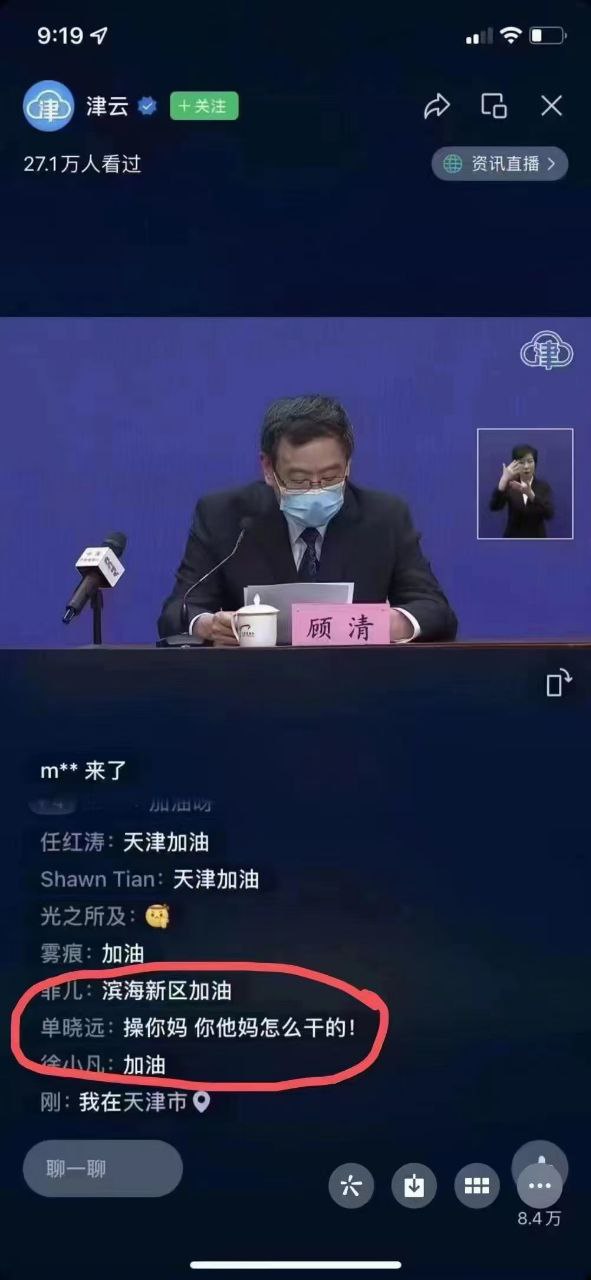 9:19
津 津云 +关注
27.1万人看过
资讯直播
津
CCTV
顾 清
m** 来了
加油呀
任红涛：天津加油
Shawn Tian：天津加油
光之所及：
雾痕：加油
菲儿：滨海新区加油
单晓远：操你妈 你他妈怎么干的！
徐小凡：加油
刚：我在天津市
聊一聊
8.4万